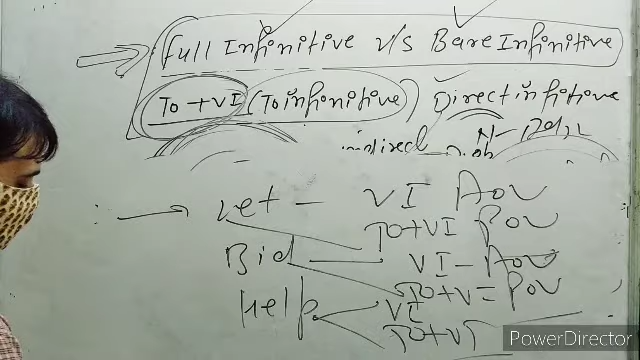 Full Infinitive v/s Bare Infinitive
To + VI (To infinitive) Direct infinitive
indirect
Let - VI AOV
To + VI POV
Bid VI - AOV
To + VI POV
Help VI
To + VI
PowerDirector